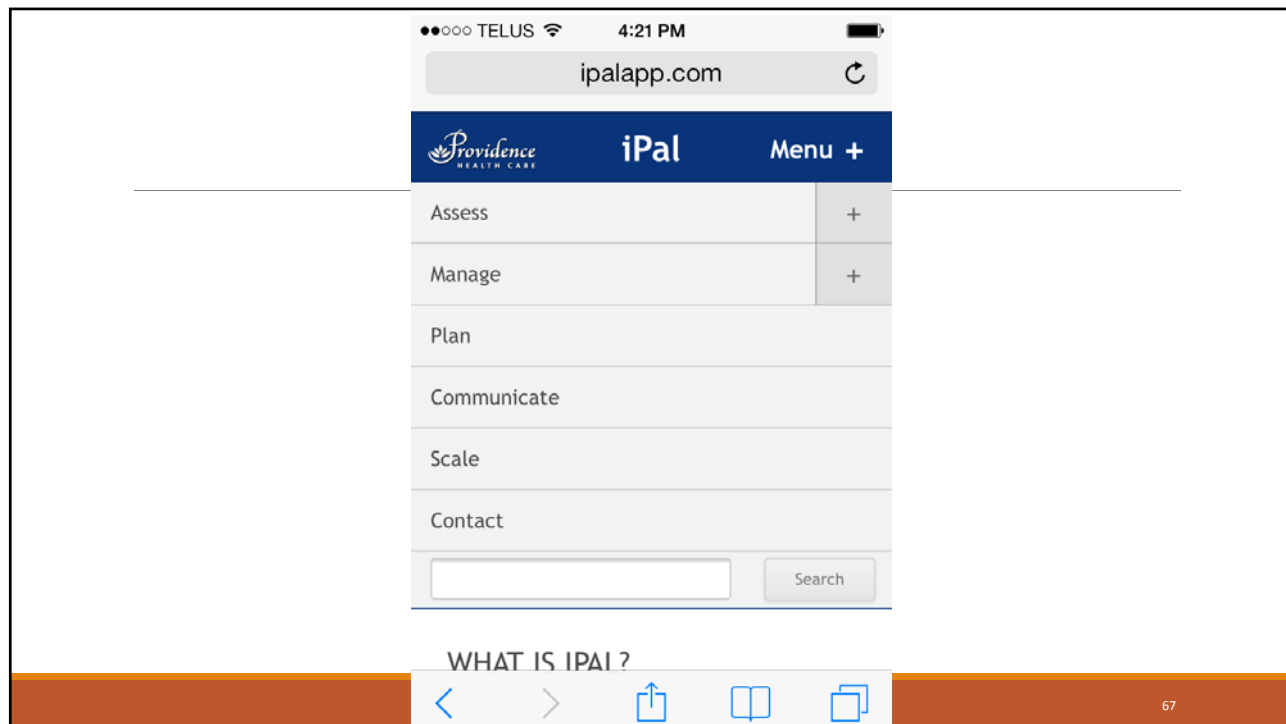 TELUS 4:21 PM
ipalapp.com
Providence iPal Menu +
HEALTH CARE
Assess +
Manage +
Plan
Communicate
Scale
Contact
Search
WHAT IS IPAL?
67